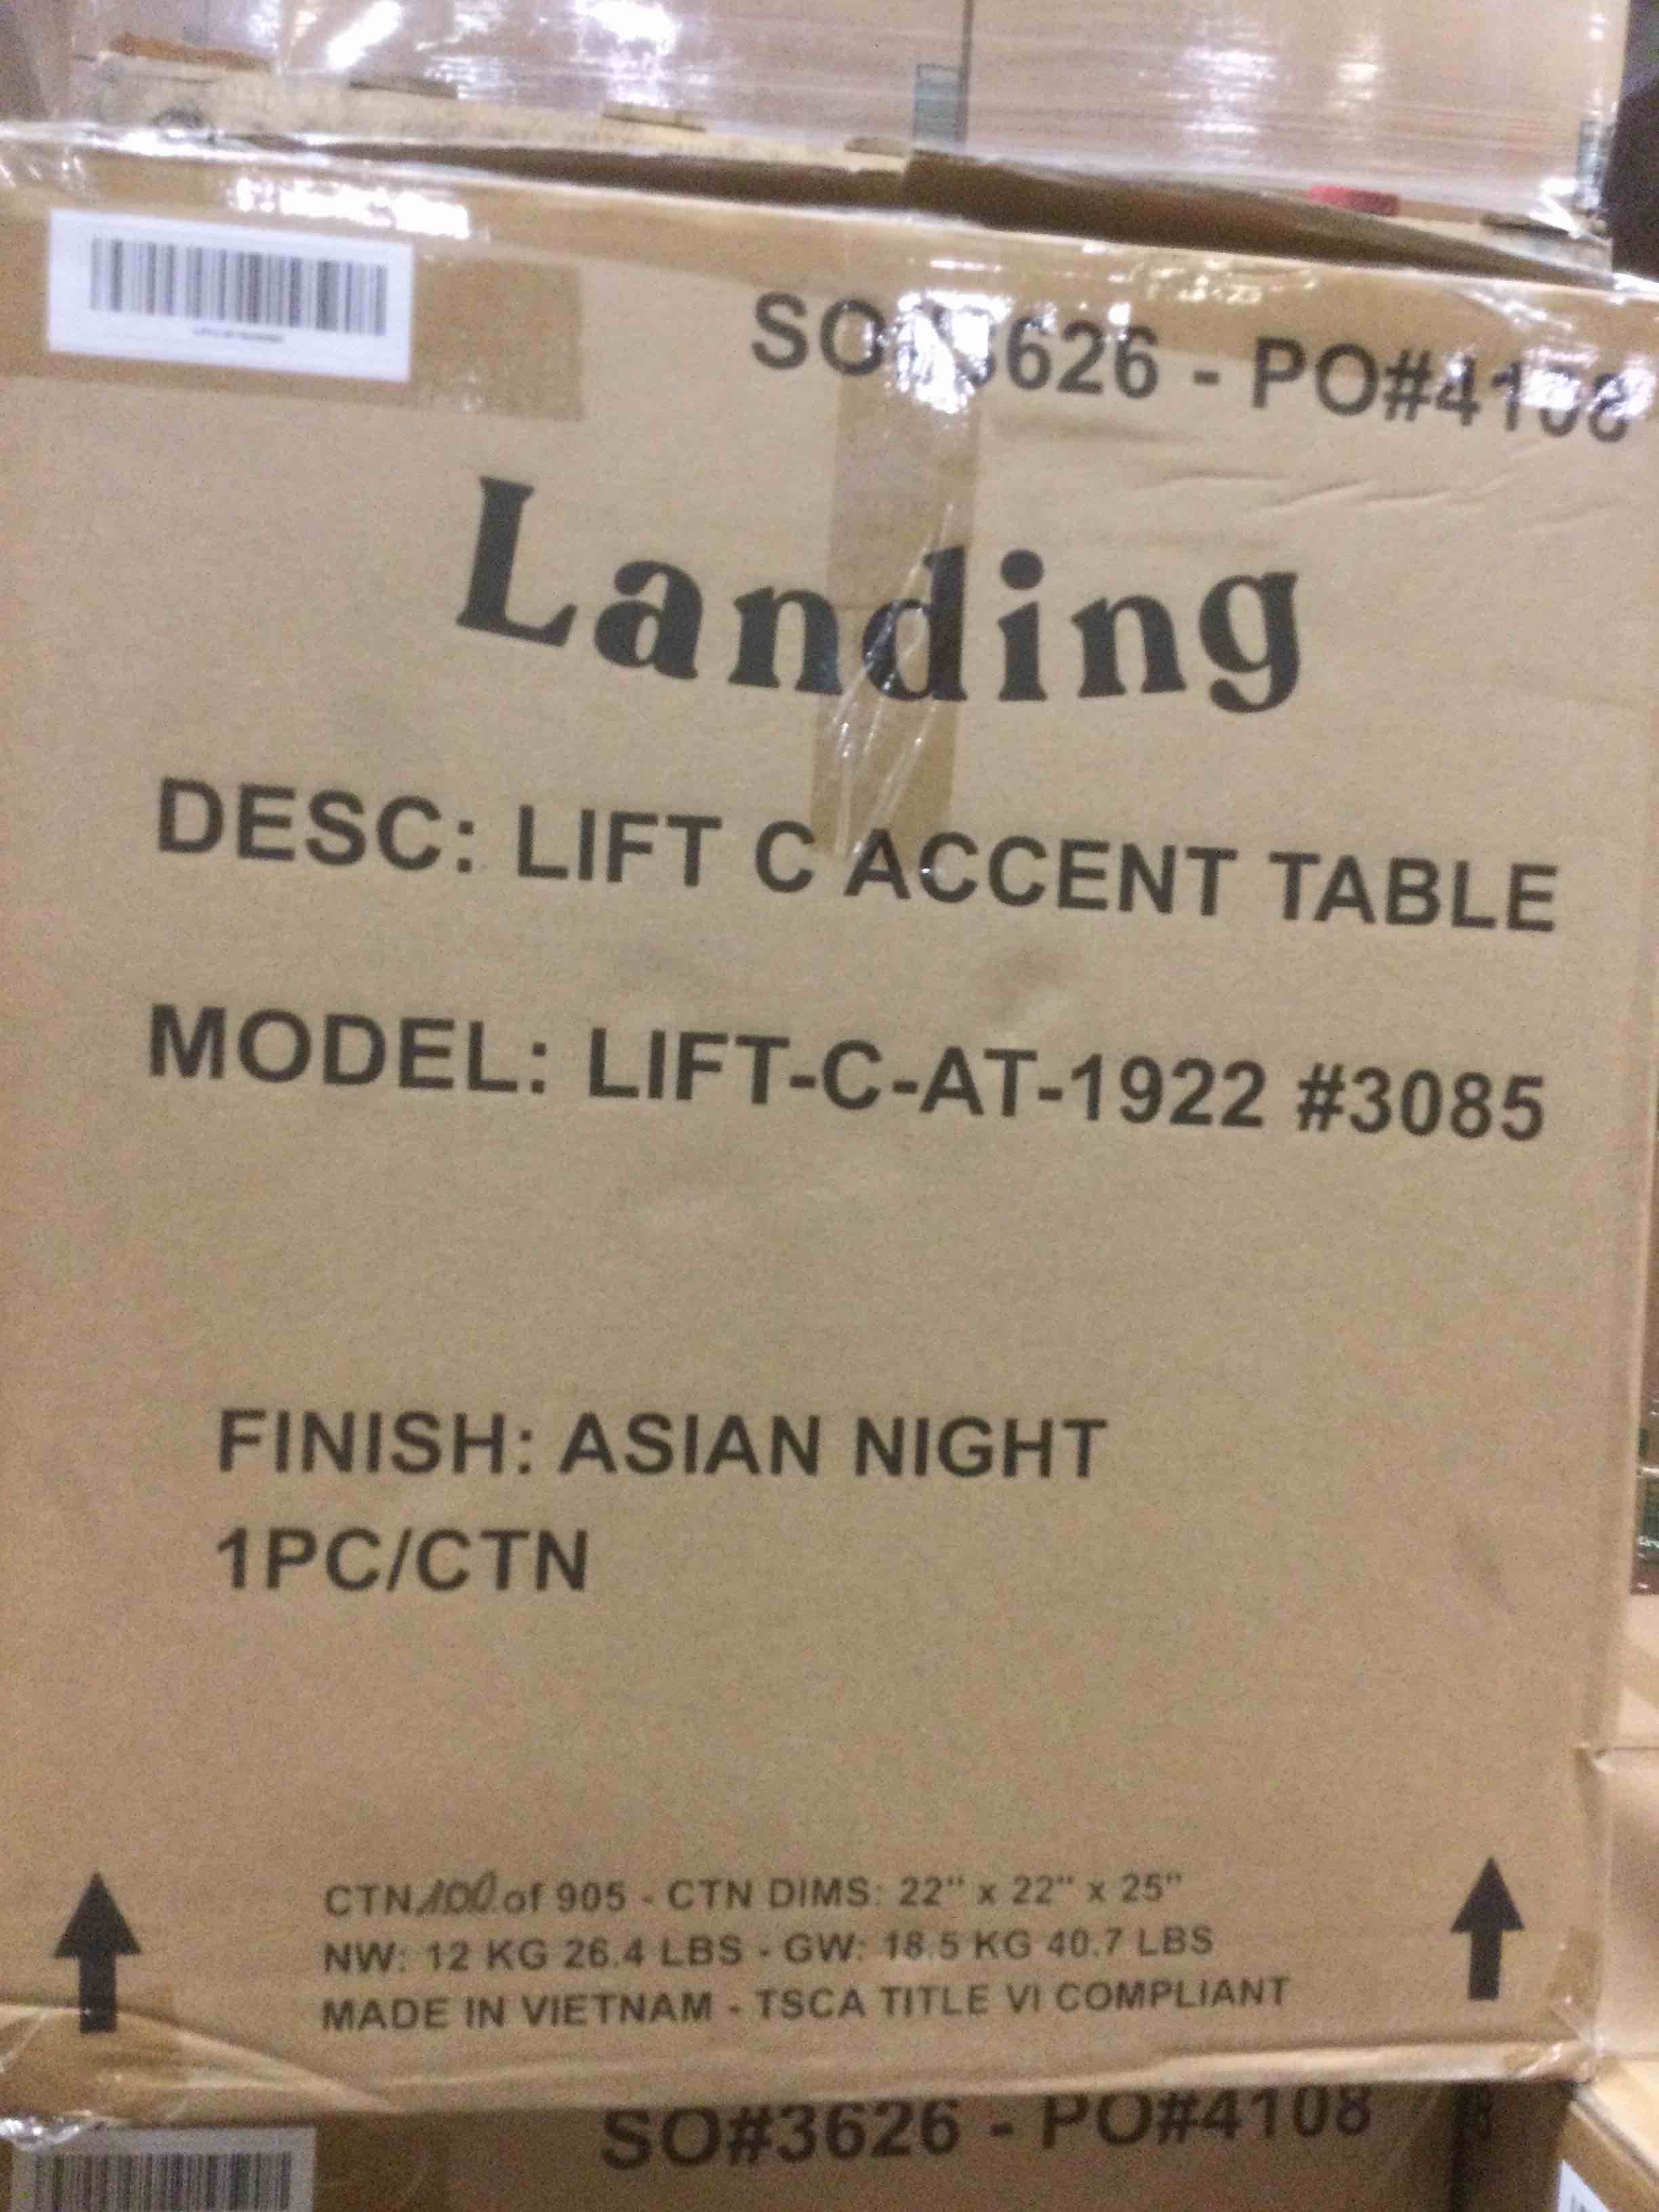 SO#3626 - PO#4108
Landing
DESC: LIFT C ACCENT TABLE
MODEL: LIFT-C-AT-1922 #3085
FINISH: ASIAN NIGHT
1PC/CTN
CTN 100 of 905 - CTN DIMS: 22" x 22" x 25"
NW: 12 KG 26.4 LBS - GW: 18.5 KG 40.7 LBS
MADE IN VIETNAM - TSCA TITLE VI COMPLIANT
SO#3626 - PO#4108